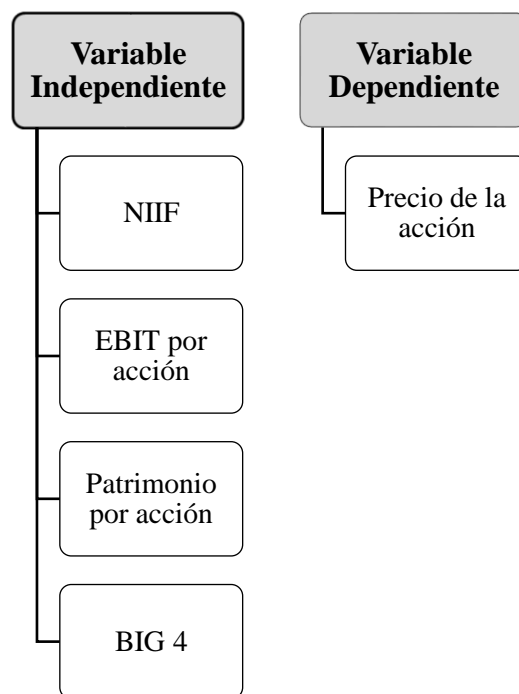 Variable
Independiente
NIIF
EBIT por
acción
Patrimonio
por acción
BIG 4
Variable
Dependiente
Precio de la
acción